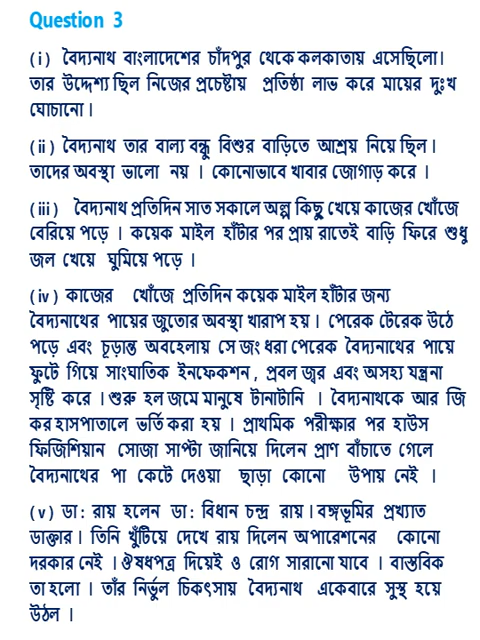 Question 3
(i) বৈদ্যনাথ বাংলাদেশের চাঁদপুর থেকে কলকাতায় এসেছিলো।
তার উদ্দেশ্য ছিল নিজের প্রচেষ্টায় প্রতিষ্ঠা লাভ করে মায়ের দুঃখ
ঘোচানো।
(ii) বৈদ্যনাথ তার বাল্য বন্ধু বিশুর বাড়িতে আশ্রয় নিয়ে ছিল।
তাদের অবস্থা ভালো নয় । কোনোভাবে খাবার জোগাড় করে ।
(iii) বৈদ্যনাথ প্রতিদিন সাত সকালে অল্প কিছু খেয়ে কাজের খোঁজে
বেরিয়ে পড়ে । কয়েক মাইল হাঁটার পর প্রায় রাতেই বাড়ি ফিরে শুধু
জল খেয়ে ঘুমিয়ে পড়ে ।
(iv) কাজের খোঁজে প্রতিদিন কয়েক মাইল হাঁটার জন্য
বৈদ্যনাথের পায়ের জুতোর অবস্থা খারাপ হয় । পেরেক টেরেক উঠে
পড়ে এবং চূড়ান্ত অবহেলায় সে জং ধরা পেরেক বৈদ্যনাথের পায়ে
ফুটে গিয়ে সাংঘাতিক ইনফেকশন , প্রবল জ্বর এবং অসহ্য যন্ত্রনা
সৃষ্টি করে । শুরু হল জমে মানুষে টানাটানি । বৈদ্যনাথকে আর জি
কর হাসপাতালে ভর্তি করা হয় । প্রাথমিক পরীক্ষার পর হাউস
ফিজিশিয়ান সোজা সাপ্টা জানিয়ে দিলেন প্রাণ বাঁচাতে গেলে
বৈদ্যনাথের পা কেটে দেওয়া ছাড়া কোনো উপায় নেই ।
(v) ডা: রায় হলেন ডা: বিধান চন্দ্র রায় । বঙ্গভূমির প্রখ্যাত
ডাক্তার । তিনি খুঁটিয়ে দেখে রায় দিলেন অপারেশনের কোনো
দরকার নেই । ঔষধপত্র দিয়েই ও রোগ সারানো যাবে । বাস্তবিক
তা হলো । তাঁর নির্ভুল চিকৎসায় বৈদ্যনাথ একেবারে সুস্থ হয়ে
উঠল ।